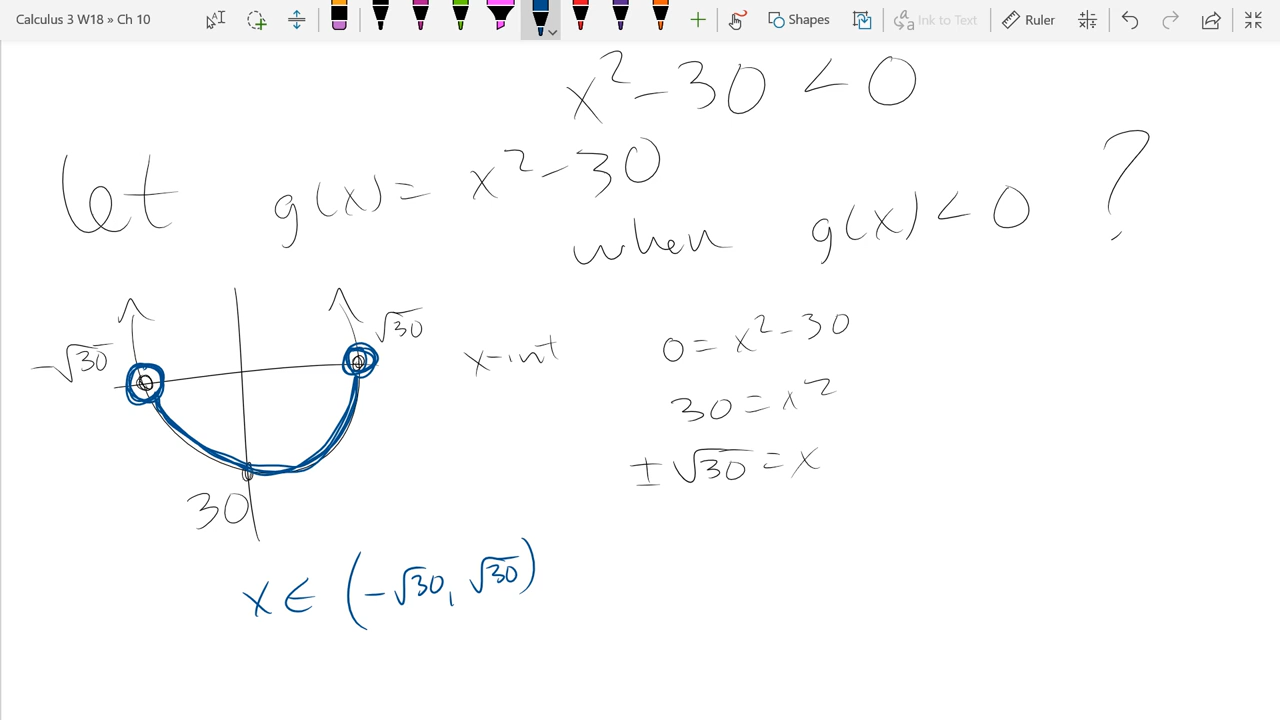 Calculus 3 W18 » Ch 10
Shapes
Ink to Text
Ruler
x² - 30 < 0
let g(x) = x² - 30
when g(x) < 0 ?
-√30
√30
30
x-int
0 = x² - 30
30 = x²
± √30 = x
x ∈ (-√30, √30)